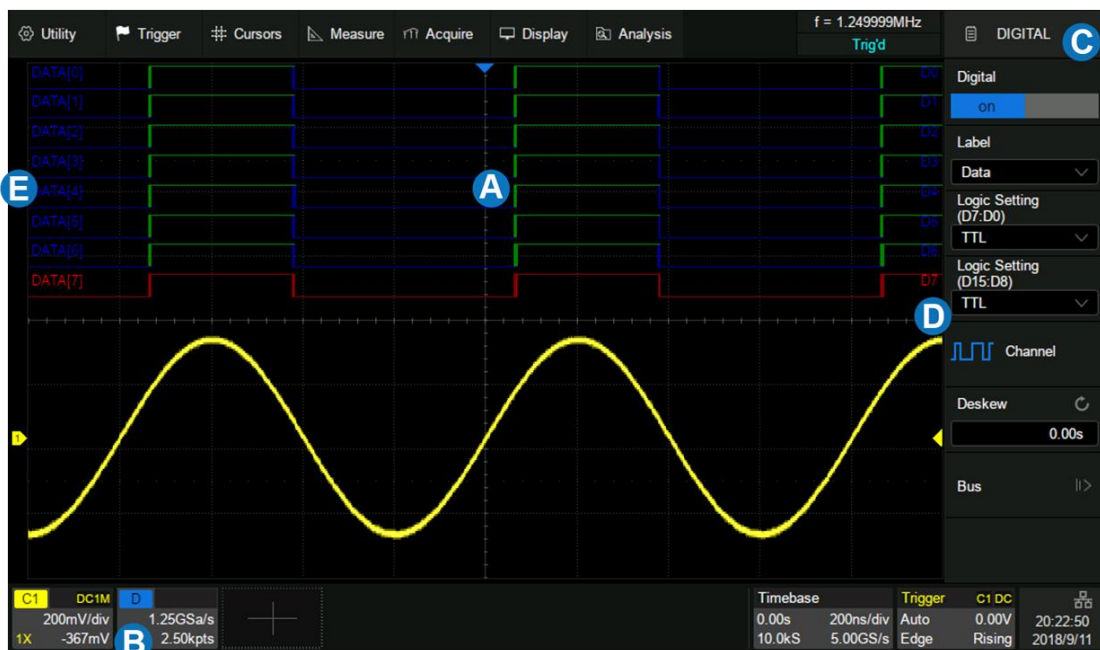 Utility Trigger Cursors Measure Acquire Display Analysis
f = 1.249999MHz
Trig'd
DIGITAL
C
Digital
on
Label
Data
Logic Setting
(D7:D0)
TTL
Logic Setting
(D15:D8)
TTL
D
Channel
Deskew
0.00s
Bus
DATA[0] D0
DATA[1] D1
DATA[2] D2
DATA[3] D3
E
A
DATA[4] D4
DATA[5] D5
DATA[6] D6
DATA[7] D7
1
C1 DC1M
200mV/div
1X -367mV
D
1.25GSa/s
B 2.50kpts
Timebase
0.00s 200ns/div
10.0kS 5.00GS/s
Trigger C1 DC
Auto 0.00V
Edge Rising
20:22:50
2018/9/11